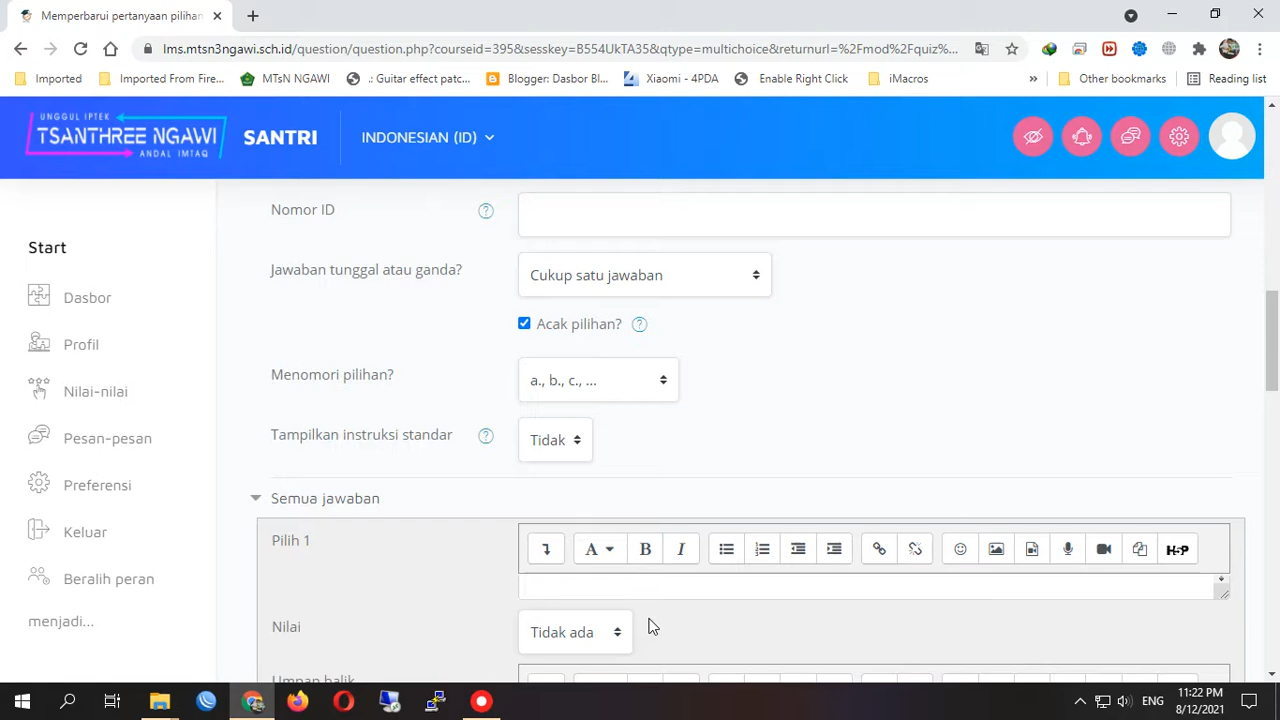 Memperbarui pertanyaan pilihan
lms.mtsn3ngawi.sch.id/question/question.php?courseid=395&sesskey=B554UkTA35&qtype=multichoice&returnurl=%2Fmod%2Fquiz%...
Imported
Imported From Fire...
MTsN NGAWI
.: Guitar effect patc...
Blogger: Dasbor Bl...
Xiaomi - 4PDA
Enable Right Click
iMacros
»
Other bookmarks
Reading list
UNGGUL IPTEK
TSANTHREE NGAWI
ANDAL IMTAQ
SANTRI
INDONESIAN (ID)
Start
Dasbor
Profil
Nilai-nilai
Pesan-pesan
Preferensi
Keluar
Beralih peran
menjadi...
Nomor ID
?
Jawaban tunggal atau ganda?
Cukup satu jawaban
Acak pilihan?
?
Menomori pilihan?
a., b., c., ...
Tampilkan instruksi standar
?
Tidak
Semua jawaban
Pilih 1
A
B
I
H5P
Nilai
Tidak ada
Umpan balik
ENG
11:22 PM
8/12/2021